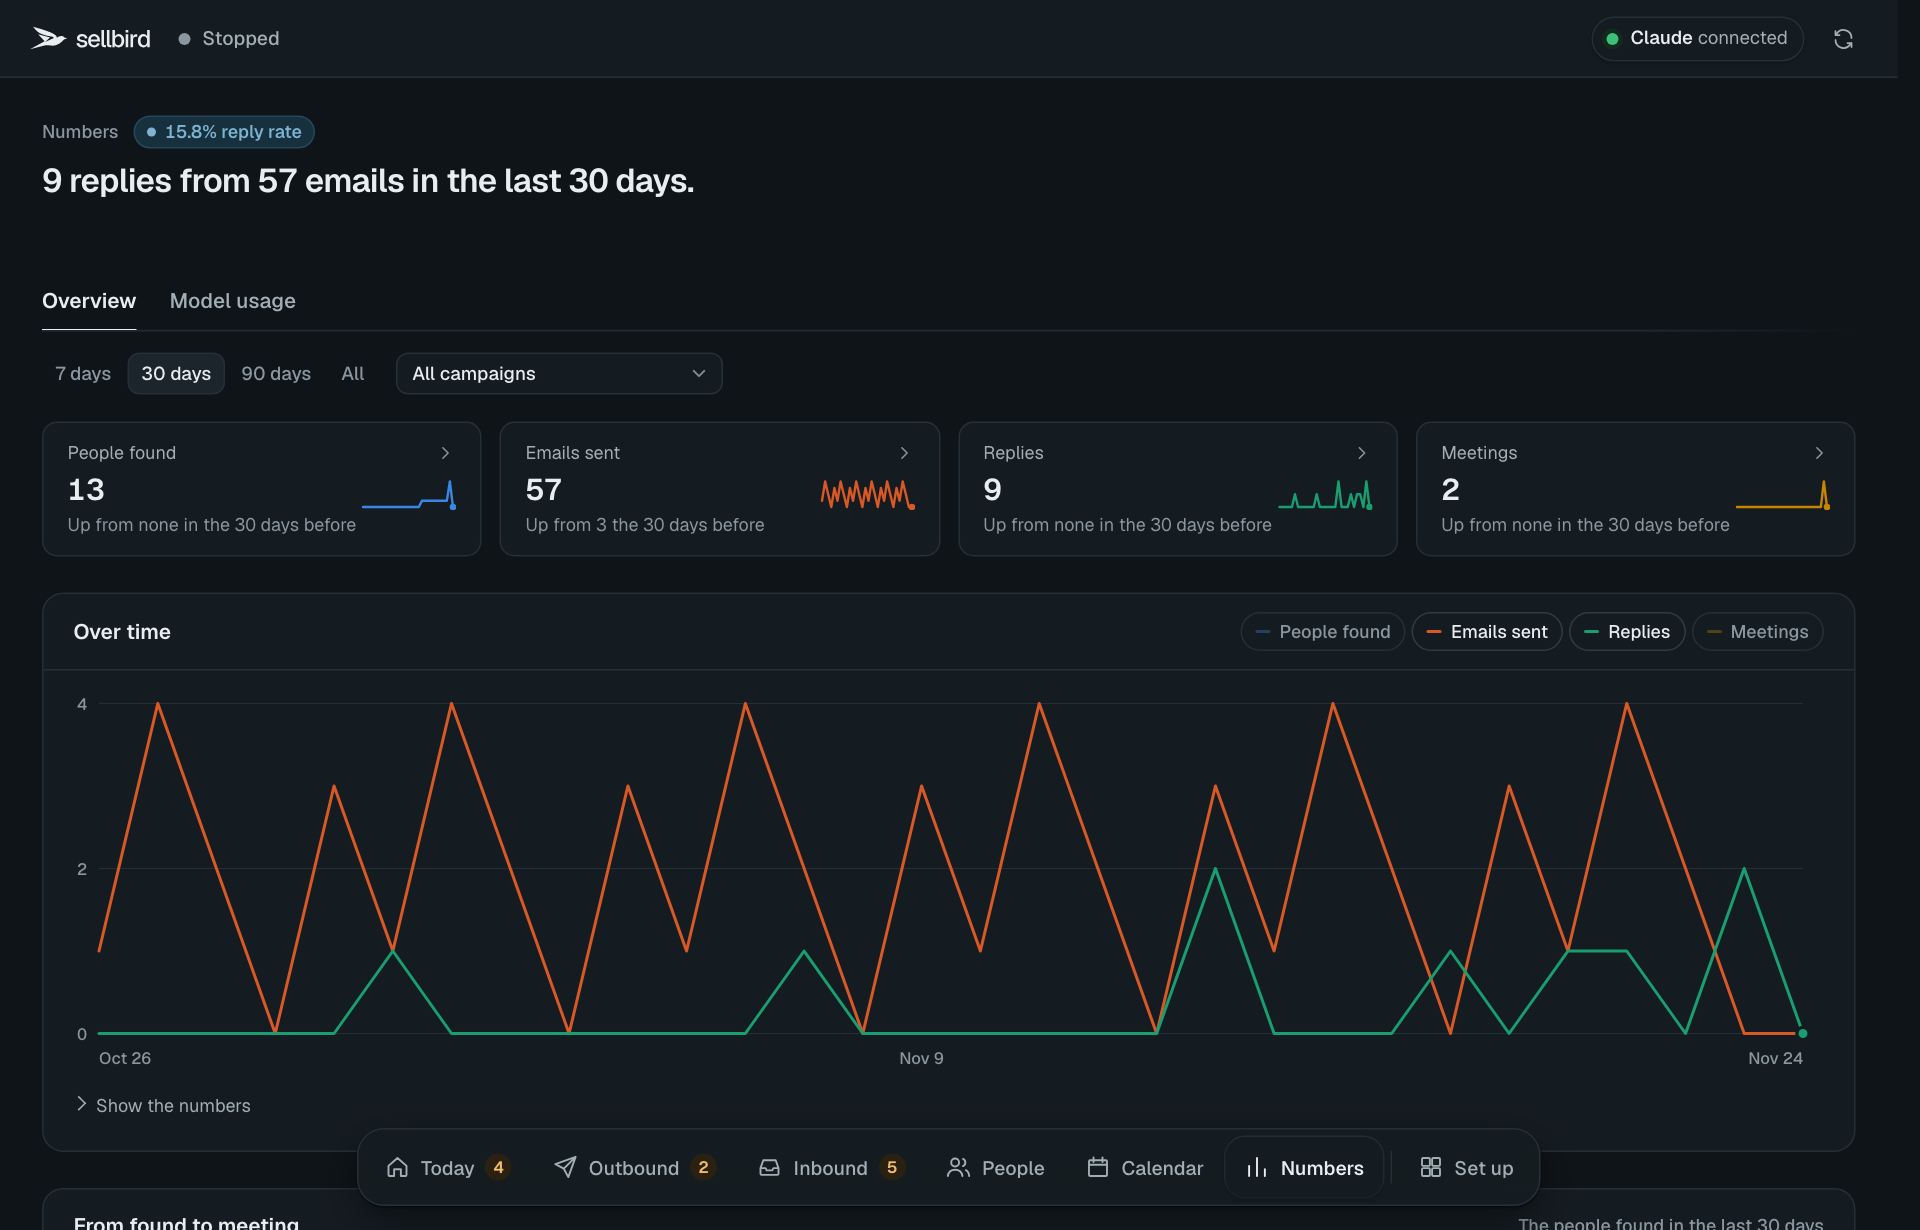 sellbird
Stopped
Claude connected
Numbers
15.8% reply rate
9 replies from 57 emails in the last 30 days.
Overview
Model usage
7 days
30 days
90 days
All
All campaigns
People found
13
Up from none in the 30 days before
Emails sent
57
Up from 3 the 30 days before
Replies
9
Up from none in the 30 days before
Meetings
2
Up from none in the 30 days before
Over time
People found
Emails sent
Replies
Meetings
4
2
0
Oct 26
Nov 9
Nov 24
Show the numbers
Today 4
Outbound 2
Inbound 5
People
Calendar
Numbers
Set up
From found to meeting
The people found in the last 30 days